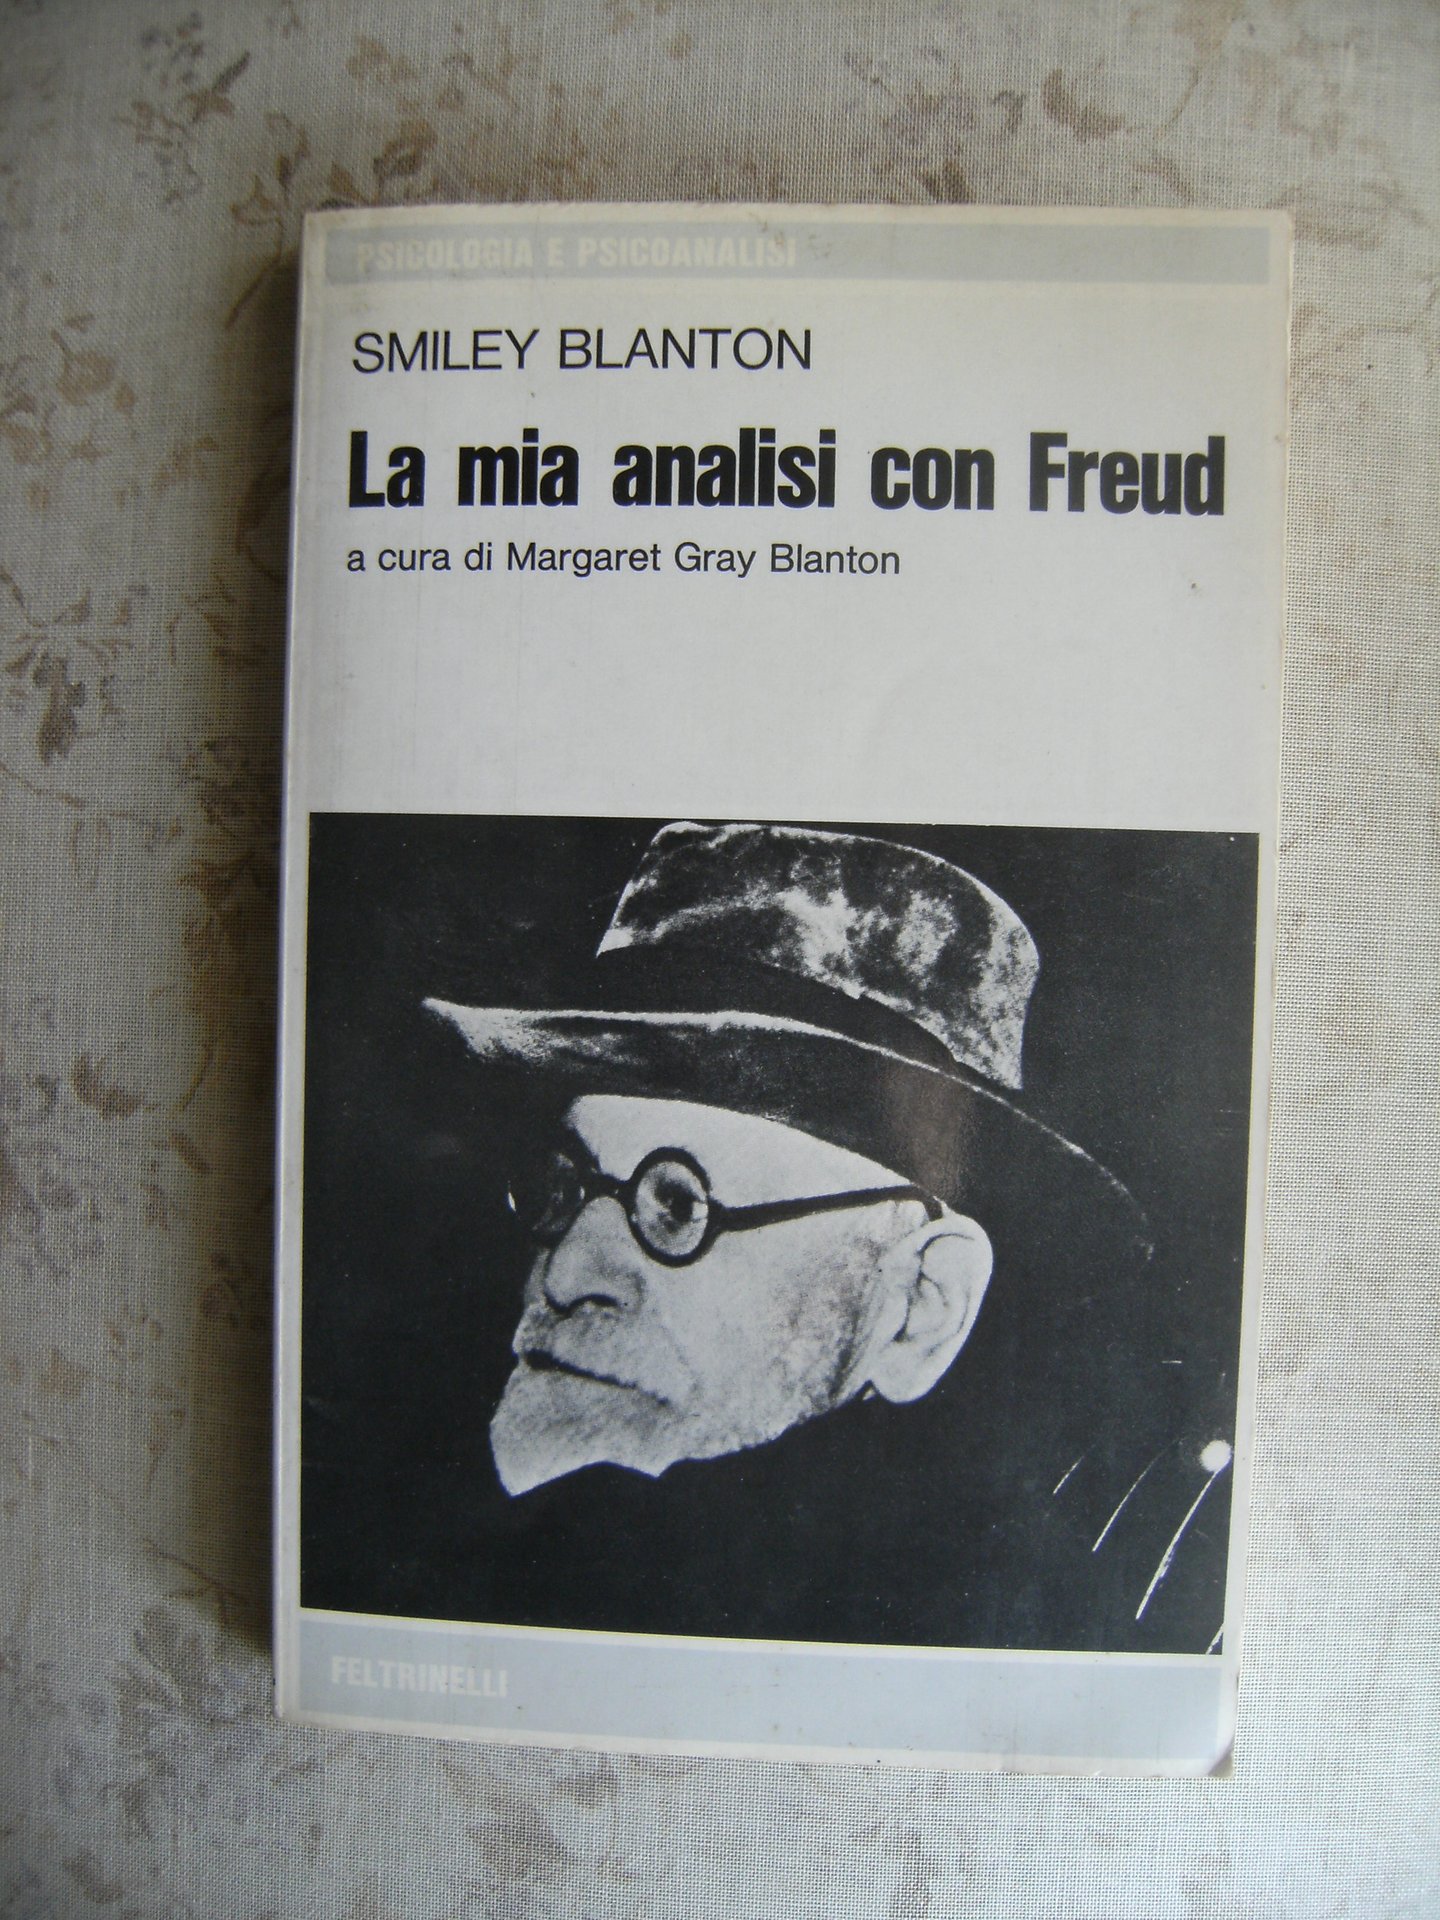 PSICOLOGIA E PSICOANALISI
SMILEY BLANTON
La mia analisi con Freud
a cura di Margaret Gray Blanton
FELTRINELLI